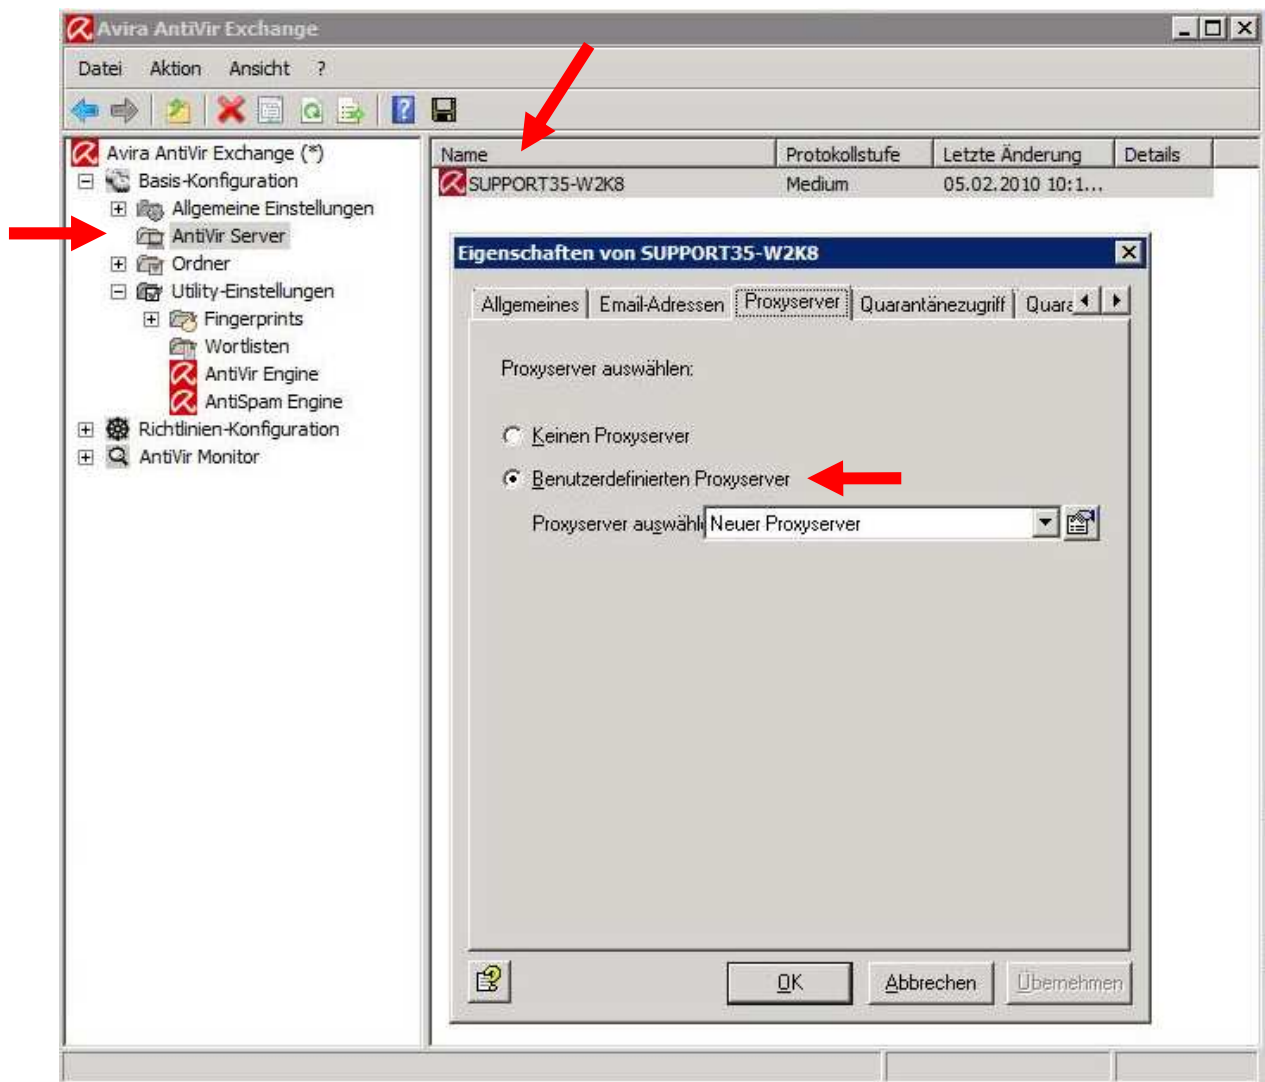 Avira AntiVir Exchange
Datei Aktion Ansicht ?
Avira AntiVir Exchange (*)
Basis-Konfiguration
Allgemeine Einstellungen
AntiVir Server
Ordner
Utility-Einstellungen
Fingerprints
Wortlisten
AntiVir Engine
AntiSpam Engine
Richtlinien-Konfiguration
AntiVir Monitor
Name Protokollstufe Letzte Änderung Details
SUPPORT35-W2K8 Medium 05.02.2010 10:1...
Eigenschaften von SUPPORT35-W2K8
Allgemeines Email-Adressen Proxyserver Quarantänezugriff Quara
Proxyserver auswählen:
Keinen Proxyserver
Benutzerdefinierten Proxyserver
Proxyserver auswähl Neuer Proxyserver
OK Abbrechen Übernehmen